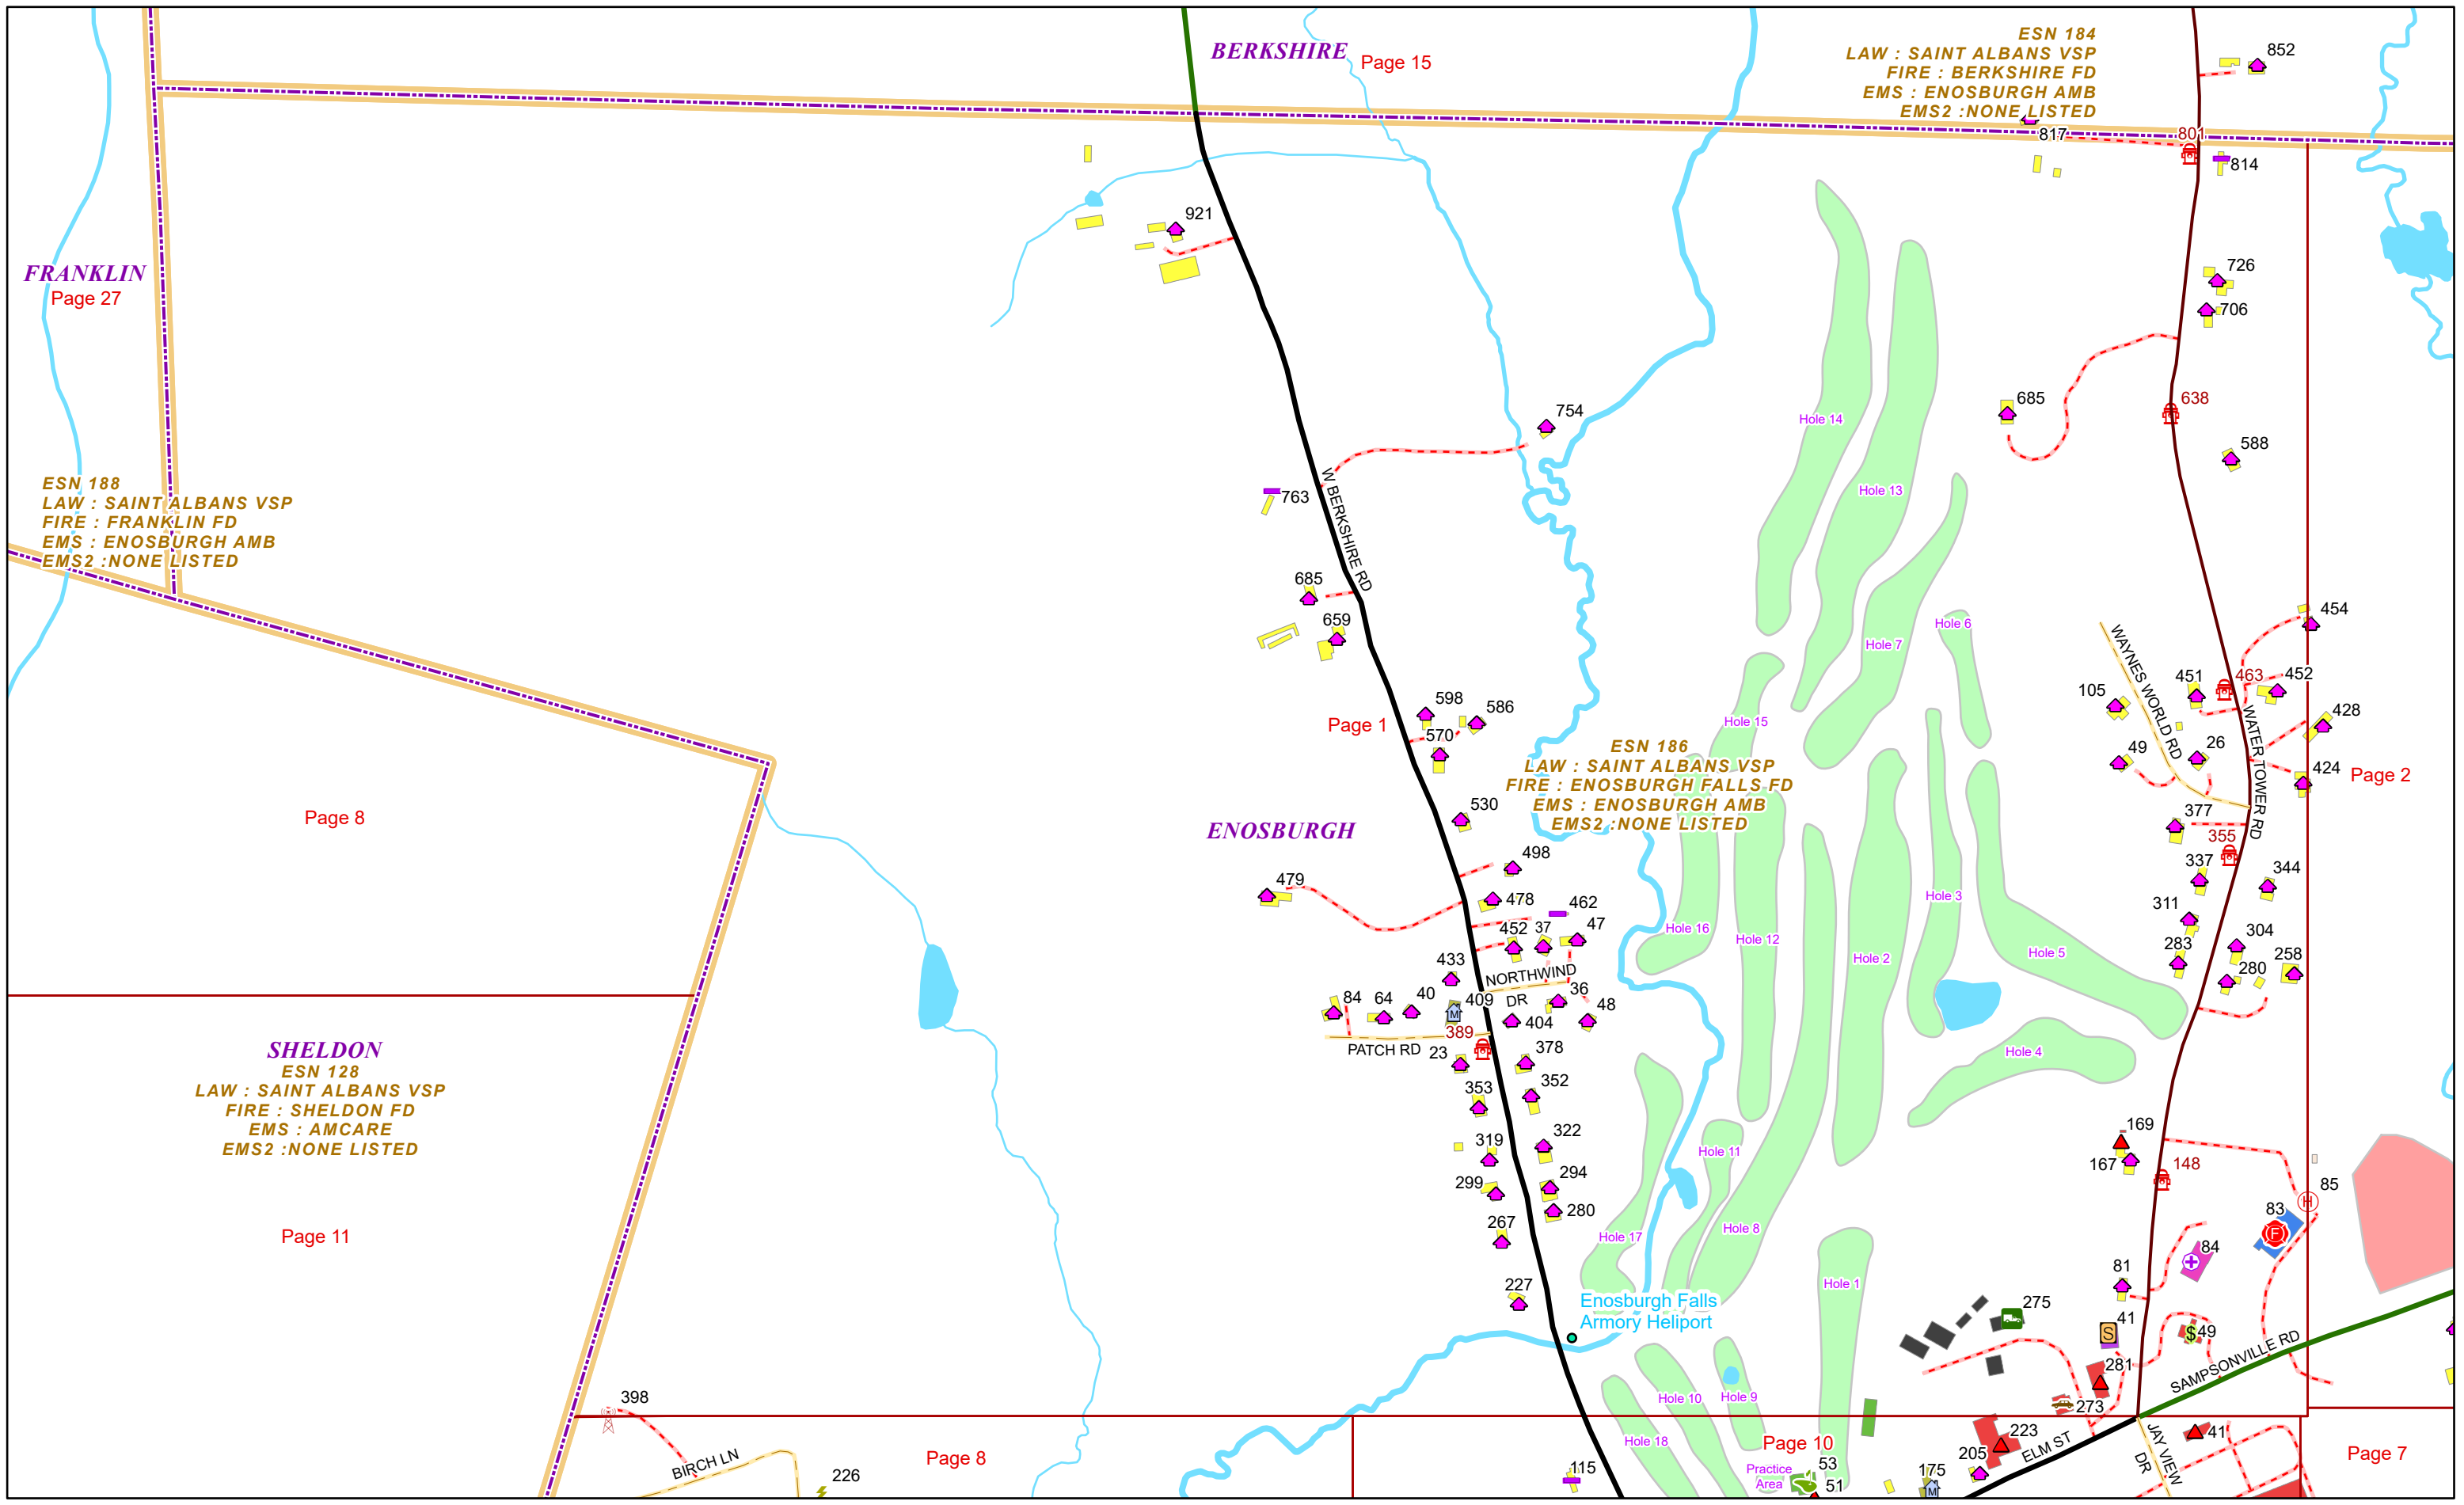 BERKSHIRE
Page 15
ESN 184
LAW : SAINT ALBANS VSP
FIRE : BERKSHIRE FD
EMS : ENOSBURGH AMB
EMS2 :NONE LISTED
852
817
801
814
921
FRANKLIN
Page 27
726
706
685
638
588
754
Hole 14
Hole 13
W BERKSHIRE RD
763
ESN 188
LAW : SAINT ALBANS VSP
FIRE : FRANKLIN FD
EMS : ENOSBURGH AMB
EMS2 :NONE LISTED
685
659
454
Hole 6
Hole 7
WAYNES WORLD RD
451
463
452
105
428
598
586
Page 1
570
Hole 15
49
26
WATER TOWER RD
424
Page 2
ESN 186
LAW : SAINT ALBANS VSP
FIRE : ENOSBURGH FALLS FD
EMS : ENOSBURGH AMB
EMS2 :NONE LISTED
Page 8
ENOSBURGH
530
377
355
498
337
344
479
478
462
Hole 3
311
452
37
47
Hole 16
Hole 12
Hole 2
Hole 5
283
304
258
280
433
NORTHWIND
DR
84
64
40
409
36
48
404
389
PATCH RD
23
378
Hole 4
SHELDON
ESN 128
LAW : SAINT ALBANS VSP
FIRE : SHELDON FD
EMS : AMCARE
EMS2 :NONE LISTED
353
352
M
319
322
Hole 11
169
167
148
299
294
280
85
H
83
F
Page 11
267
Hole 17
Hole 8
84
227
Hole 1
81
Enosburgh Falls
Armory Heliport
275
41
S
$
49
SAMPSONVILLE RD
281
398
Hole 10
Hole 9
273
Page 8
BIRCH LN
226
Hole 18
Page 10
223
ELM ST
JAY VIEW
DR
41
Page 7
115
Practice
Area
53
51
205
175
M